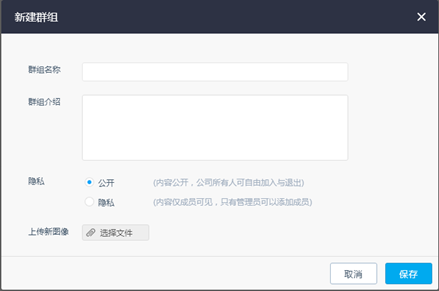 新建群组
群组名称
群组介绍
隐私 公开 (内容公开，公司所有人可自由加入与退出)
隐私 (内容仅成员可见，只有管理员可以添加成员)
上传新图像 选择文件
取消 保存